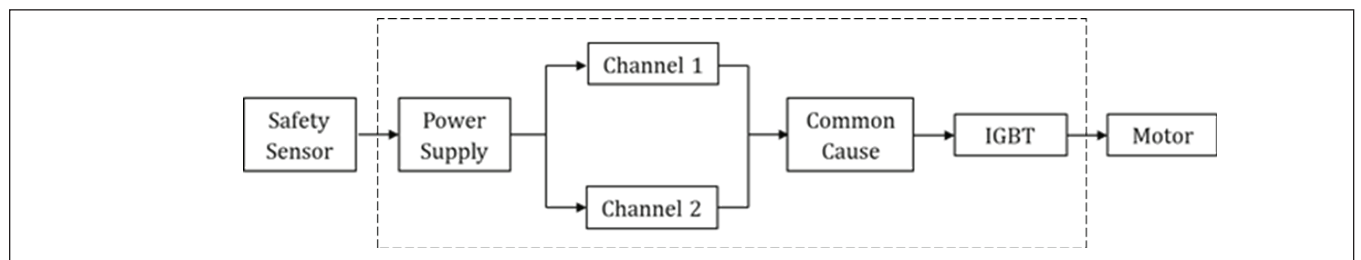 Safety
Sensor
Power
Supply
Channel 1
Channel 2
Common
Cause
IGBT
Motor